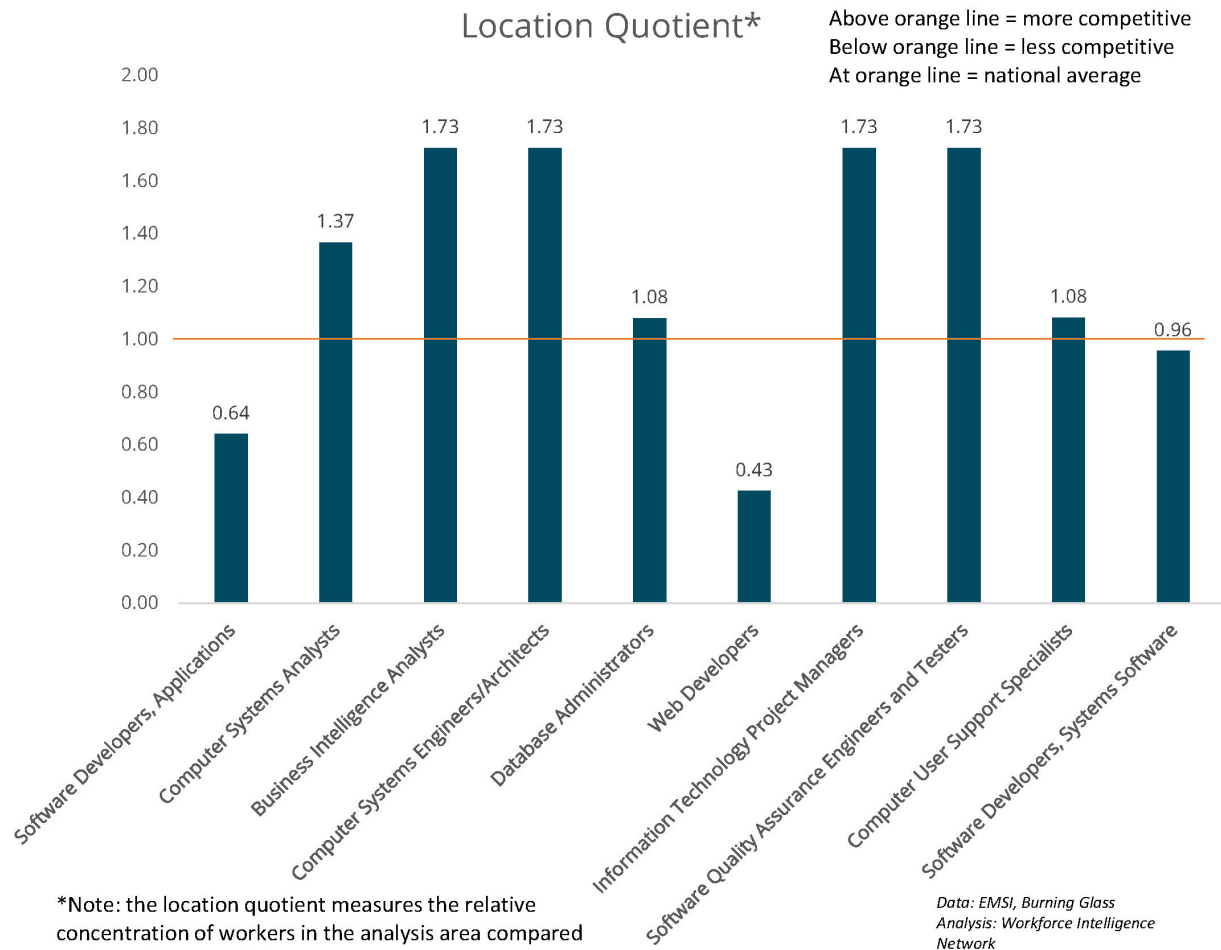 Location Quotient*
Above orange line = more competitive
Below orange line = less competitive
At orange line = national average
2.00
1.80
1.60
1.40
1.20
1.00
0.80
0.60
0.40
0.20
0.00
0.64
1.37
1.73
1.73
1.08
0.43
1.73
1.73
1.08
0.96
Software Developers, Applications
Computer Systems Analysts
Business Intelligence Analysts
Computer Systems Engineers/Architects
Database Administrators
Web Developers
Information Technology Project Managers
Software Quality Assurance Engineers and Testers
Computer User Support Specialists
Software Developers, Systems Software
*Note: the location quotient measures the relative
concentration of workers in the analysis area compared
Data: EMSI, Burning Glass
Analysis: Workforce Intelligence
Network